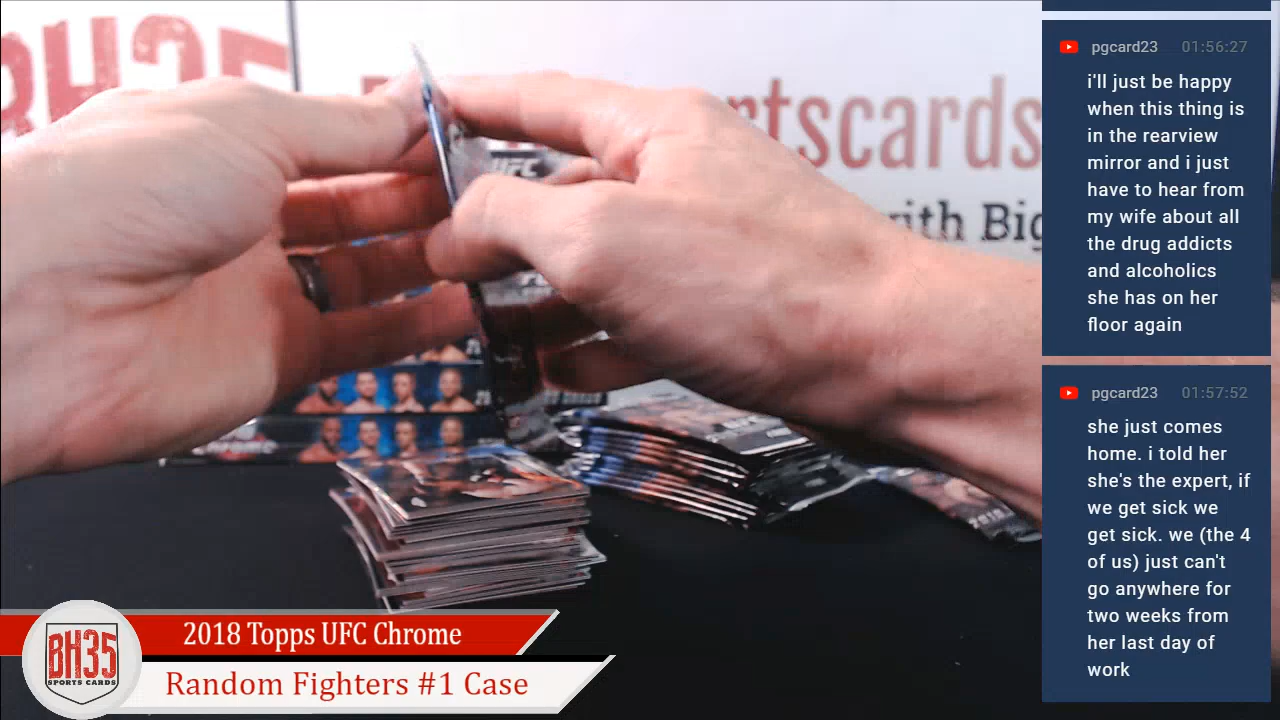 BH35
rtscards
with Big
UFC
2018
pgcard23 01:56:27
i'll just be happy
when this thing is
in the rearview
mirror and i just
have to hear from
my wife about all
the drug addicts
and alcoholics
she has on her
floor again
pgcard23 01:57:52
she just comes
home. i told her
she's the expert, if
we get sick we
get sick. we (the 4
of us) just can't
go anywhere for
two weeks from
her last day of
work
BH35
SPORTS CARDS
2018 Topps UFC Chrome
Random Fighters #1 Case